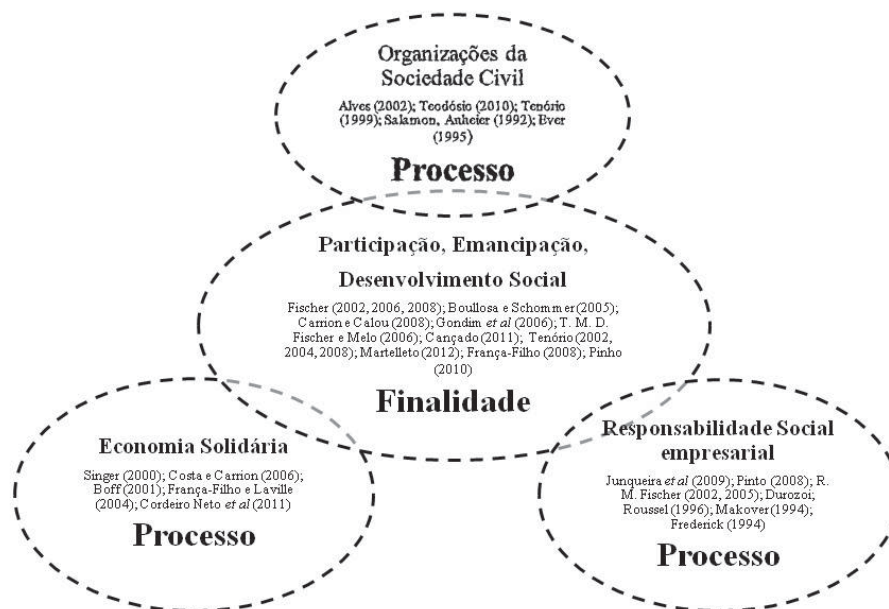 Organizações da
Sociedade Civil
Alves (2002); Teodósio (2010); Tenório
(1999); Salamon, Anheier (1992); Ever
(1995)
Processo
Participação, Emancipação,
Desenvolvimento Social
Fischer (2002, 2006, 2008); Boullosa e Schommer (2005);
Carrion e Calou (2008); Gondim et al (2006); T. M. D.
Fischer e Melo (2006); Cançado (2011); Tenório (2002,
2004, 2008); Martelleto (2012); França-Filho (2008); Pinho
(2010)
Finalidade
Economia Solidária
Singer (2000); Costa e Carrion (2006);
Boff (2001); França-Filho e Laville
(2004); Cordeiro Neto et al (2011)
Processo
Responsabilidade Social
empresarial
Junqueira et al (2009); Pinto (2008); R.
M. Fischer (2002, 2005); Durozoi;
Roussel (1996); Makover (1994);
Frederick (1994)
Processo